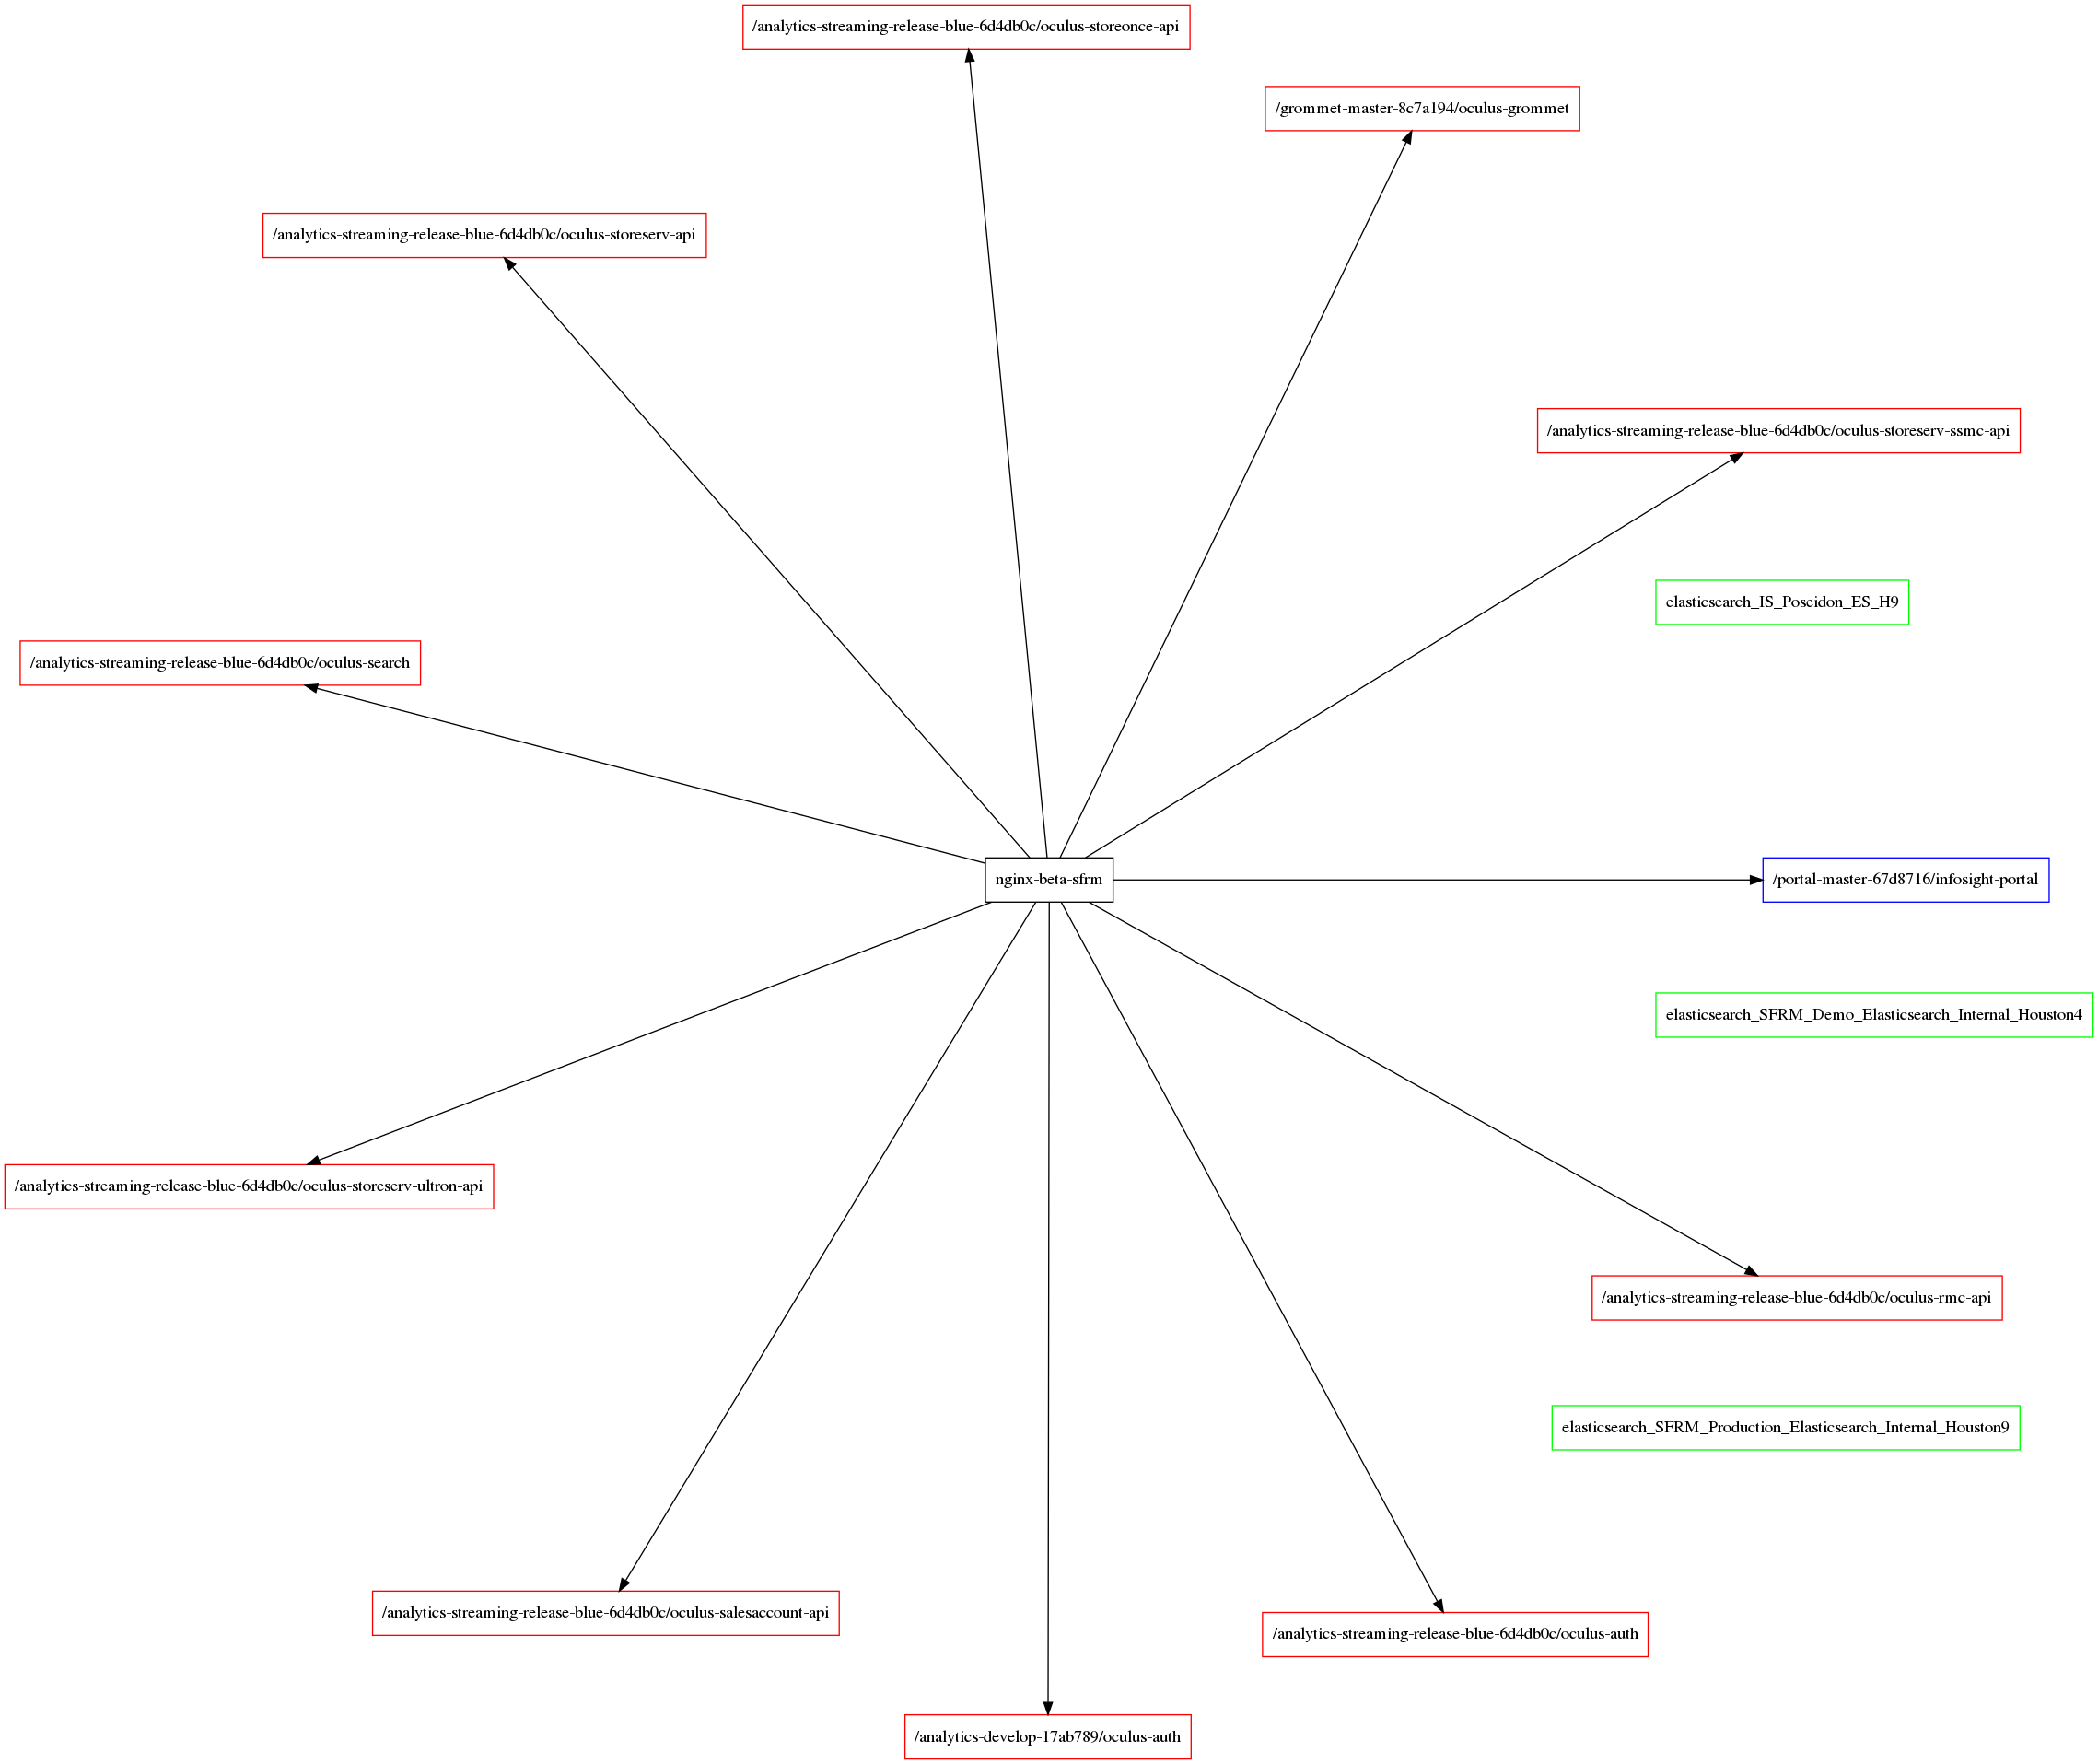 /analytics-streaming-release-blue-6d4db0c/oculus-storeonce-api
/grommet-master-8c7a194/oculus-grommet
/analytics-streaming-release-blue-6d4db0c/oculus-storeserv-api
/analytics-streaming-release-blue-6d4db0c/oculus-storeserv-ssmc-api
elasticsearch_IS_Poseidon_ES_H9
/analytics-streaming-release-blue-6d4db0c/oculus-search
nginx-beta-sfrm
/portal-master-67d8716/infosight-portal
elasticsearch_SFRM_Demo_Elasticsearch_Internal_Houston4
/analytics-streaming-release-blue-6d4db0c/oculus-storeserv-ultron-api
/analytics-streaming-release-blue-6d4db0c/oculus-rmc-api
elasticsearch_SFRM_Production_Elasticsearch_Internal_Houston9
/analytics-streaming-release-blue-6d4db0c/oculus-salesaccount-api
/analytics-streaming-release-blue-6d4db0c/oculus-auth
/analytics-develop-17ab789/oculus-auth